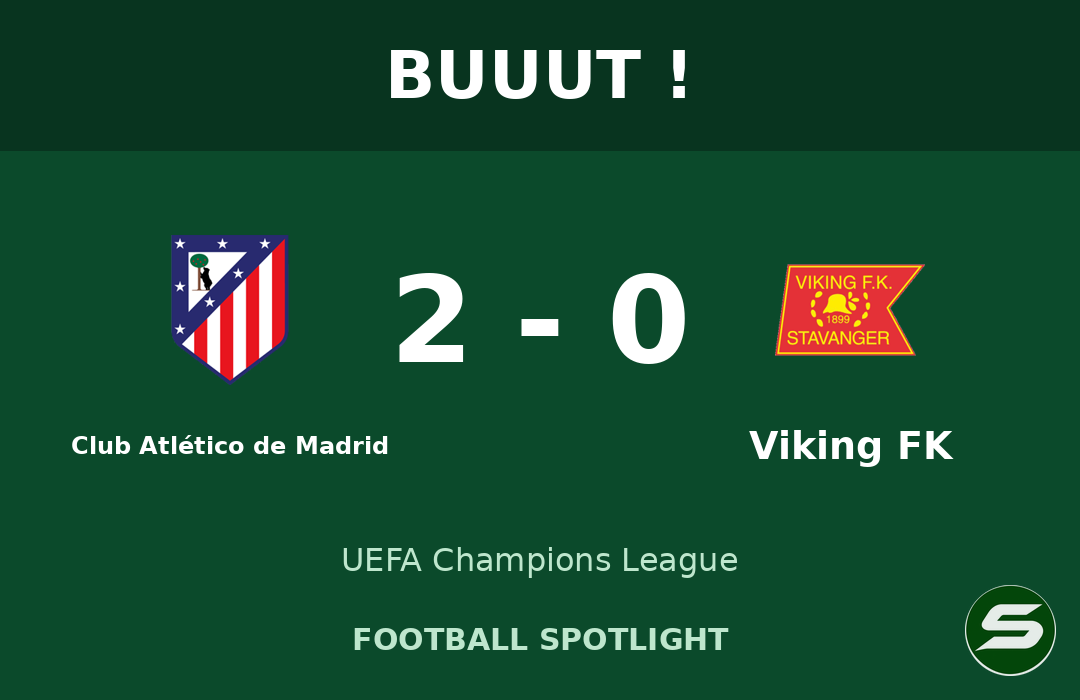 BUUUT !
2 - 0
VIKING F.K.
1899
STAVANGER
Club Atlético de Madrid
Viking FK
UEFA Champions League
FOOTBALL SPOTLIGHT
S